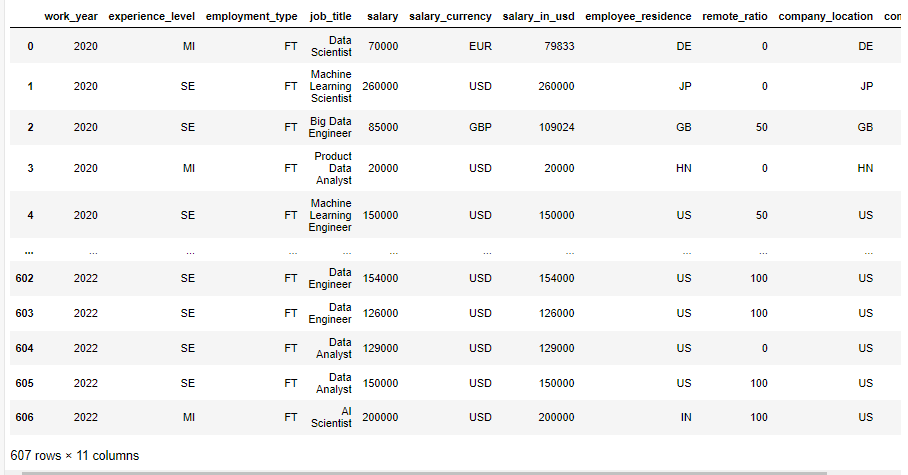 work_year experience_level employment_type job_title salary salary_currency salary_in_usd employee_residence remote_ratio company_location con
0 2020 MI FT Data Scientist 70000 EUR 79833 DE 0 DE
1 2020 SE FT Machine Learning Scientist 260000 USD 260000 JP 0 JP
2 2020 SE FT Big Data Engineer 85000 GBP 109024 GB 50 GB
3 2020 MI FT Product Data Analyst 20000 USD 20000 HN 0 HN
4 2020 SE FT Machine Learning Engineer 150000 USD 150000 US 50 US
... ... ... ... ... ... ... ... ... ... ...
602 2022 SE FT Data Engineer 154000 USD 154000 US 100 US
603 2022 SE FT Data Engineer 126000 USD 126000 US 100 US
604 2022 SE FT Data Analyst 129000 USD 129000 US 0 US
605 2022 SE FT Data Analyst 150000 USD 150000 US 100 US
606 2022 MI FT AI Scientist 200000 USD 200000 IN 100 US
607 rows × 11 columns